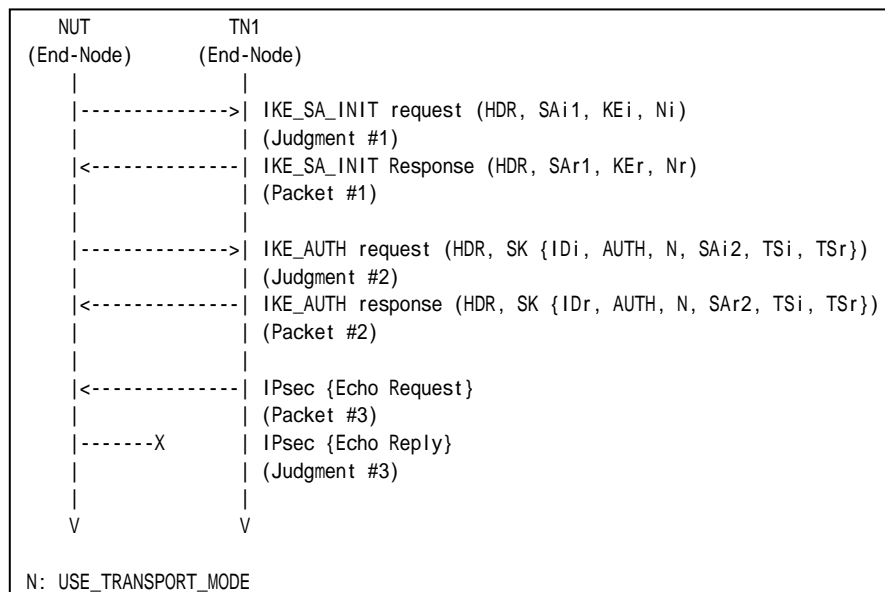 NUT TN1
(End-Node) (End-Node)
| |
|-------------->| IKE_SA_INIT request (HDR, SAi1, KEi, Ni)
| | (Judgment #1)
|<--------------| IKE_SA_INIT Response (HDR, SAr1, KEr, Nr)
| | (Packet #1)
| |
|-------------->| IKE_AUTH request (HDR, SK {IDi, AUTH, N, SAi2, TSi, TSr})
| | (Judgment #2)
|<--------------| IKE_AUTH response (HDR, SK {IDr, AUTH, N, SAr2, TSi, TSr})
| | (Packet #2)
| |
|<--------------| IPsec {Echo Request}
| | (Packet #3)
|-------X | IPsec {Echo Reply}
| | (Judgment #3)
| |
V V
N: USE_TRANSPORT_MODE